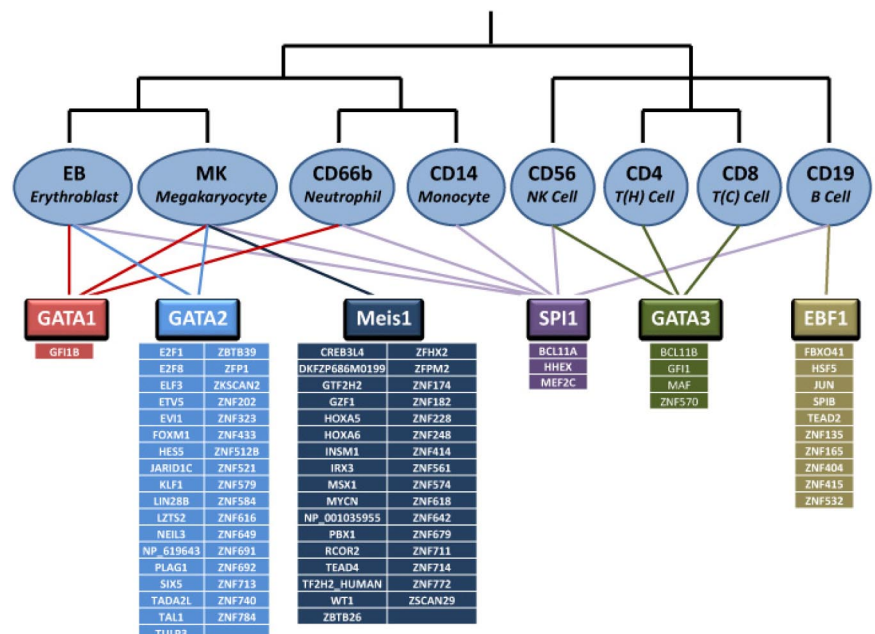 EB
Erythroblast
MK
Megakaryocyte
CD66b
Neutrophil
CD14
Monocyte
CD56
NK Cell
CD4
T(H) Cell
CD8
T(C) Cell
CD19
B Cell
GATA1
GFI1B
GATA2
E2F1 ZBTB39
E2F8 ZFP1
ELF3 ZKSCAN2
ETV5 ZNF202
EVI1 ZNF323
FOXM1 ZNF433
HES5 ZNF512B
JARID1C ZNF521
KLF1 ZNF579
LIN28B ZNF584
LZTS2 ZNF616
NEIL3 ZNF649
NP_619643 ZNF691
PLAG1 ZNF692
SIX5 ZNF713
TADA2L ZNF740
TAL1 ZNF784
Meis1
CREB3L4 ZFHX2
DKFZP686M0199 ZFPM2
GTF2H2 ZNF174
GZF1 ZNF182
HOXA5 ZNF228
HOXA6 ZNF248
INSM1 ZNF414
IRX3 ZNF561
MSX1 ZNF574
MYCN ZNF618
NP_001035955 ZNF642
PBX1 ZNF679
RCOR2 ZNF711
TEAD4 ZNF714
TF2H2_HUMAN ZNF772
WT1 ZSCAN29
ZBTB26
SPI1
BCL11A
HHEX
MEF2C
GATA3
BCL11B
GFI1
MAF
ZNF570
EBF1
FBXO41
HSF5
JUN
SPIB
TEAD2
ZNF135
ZNF165
ZNF404
ZNF415
ZNF532